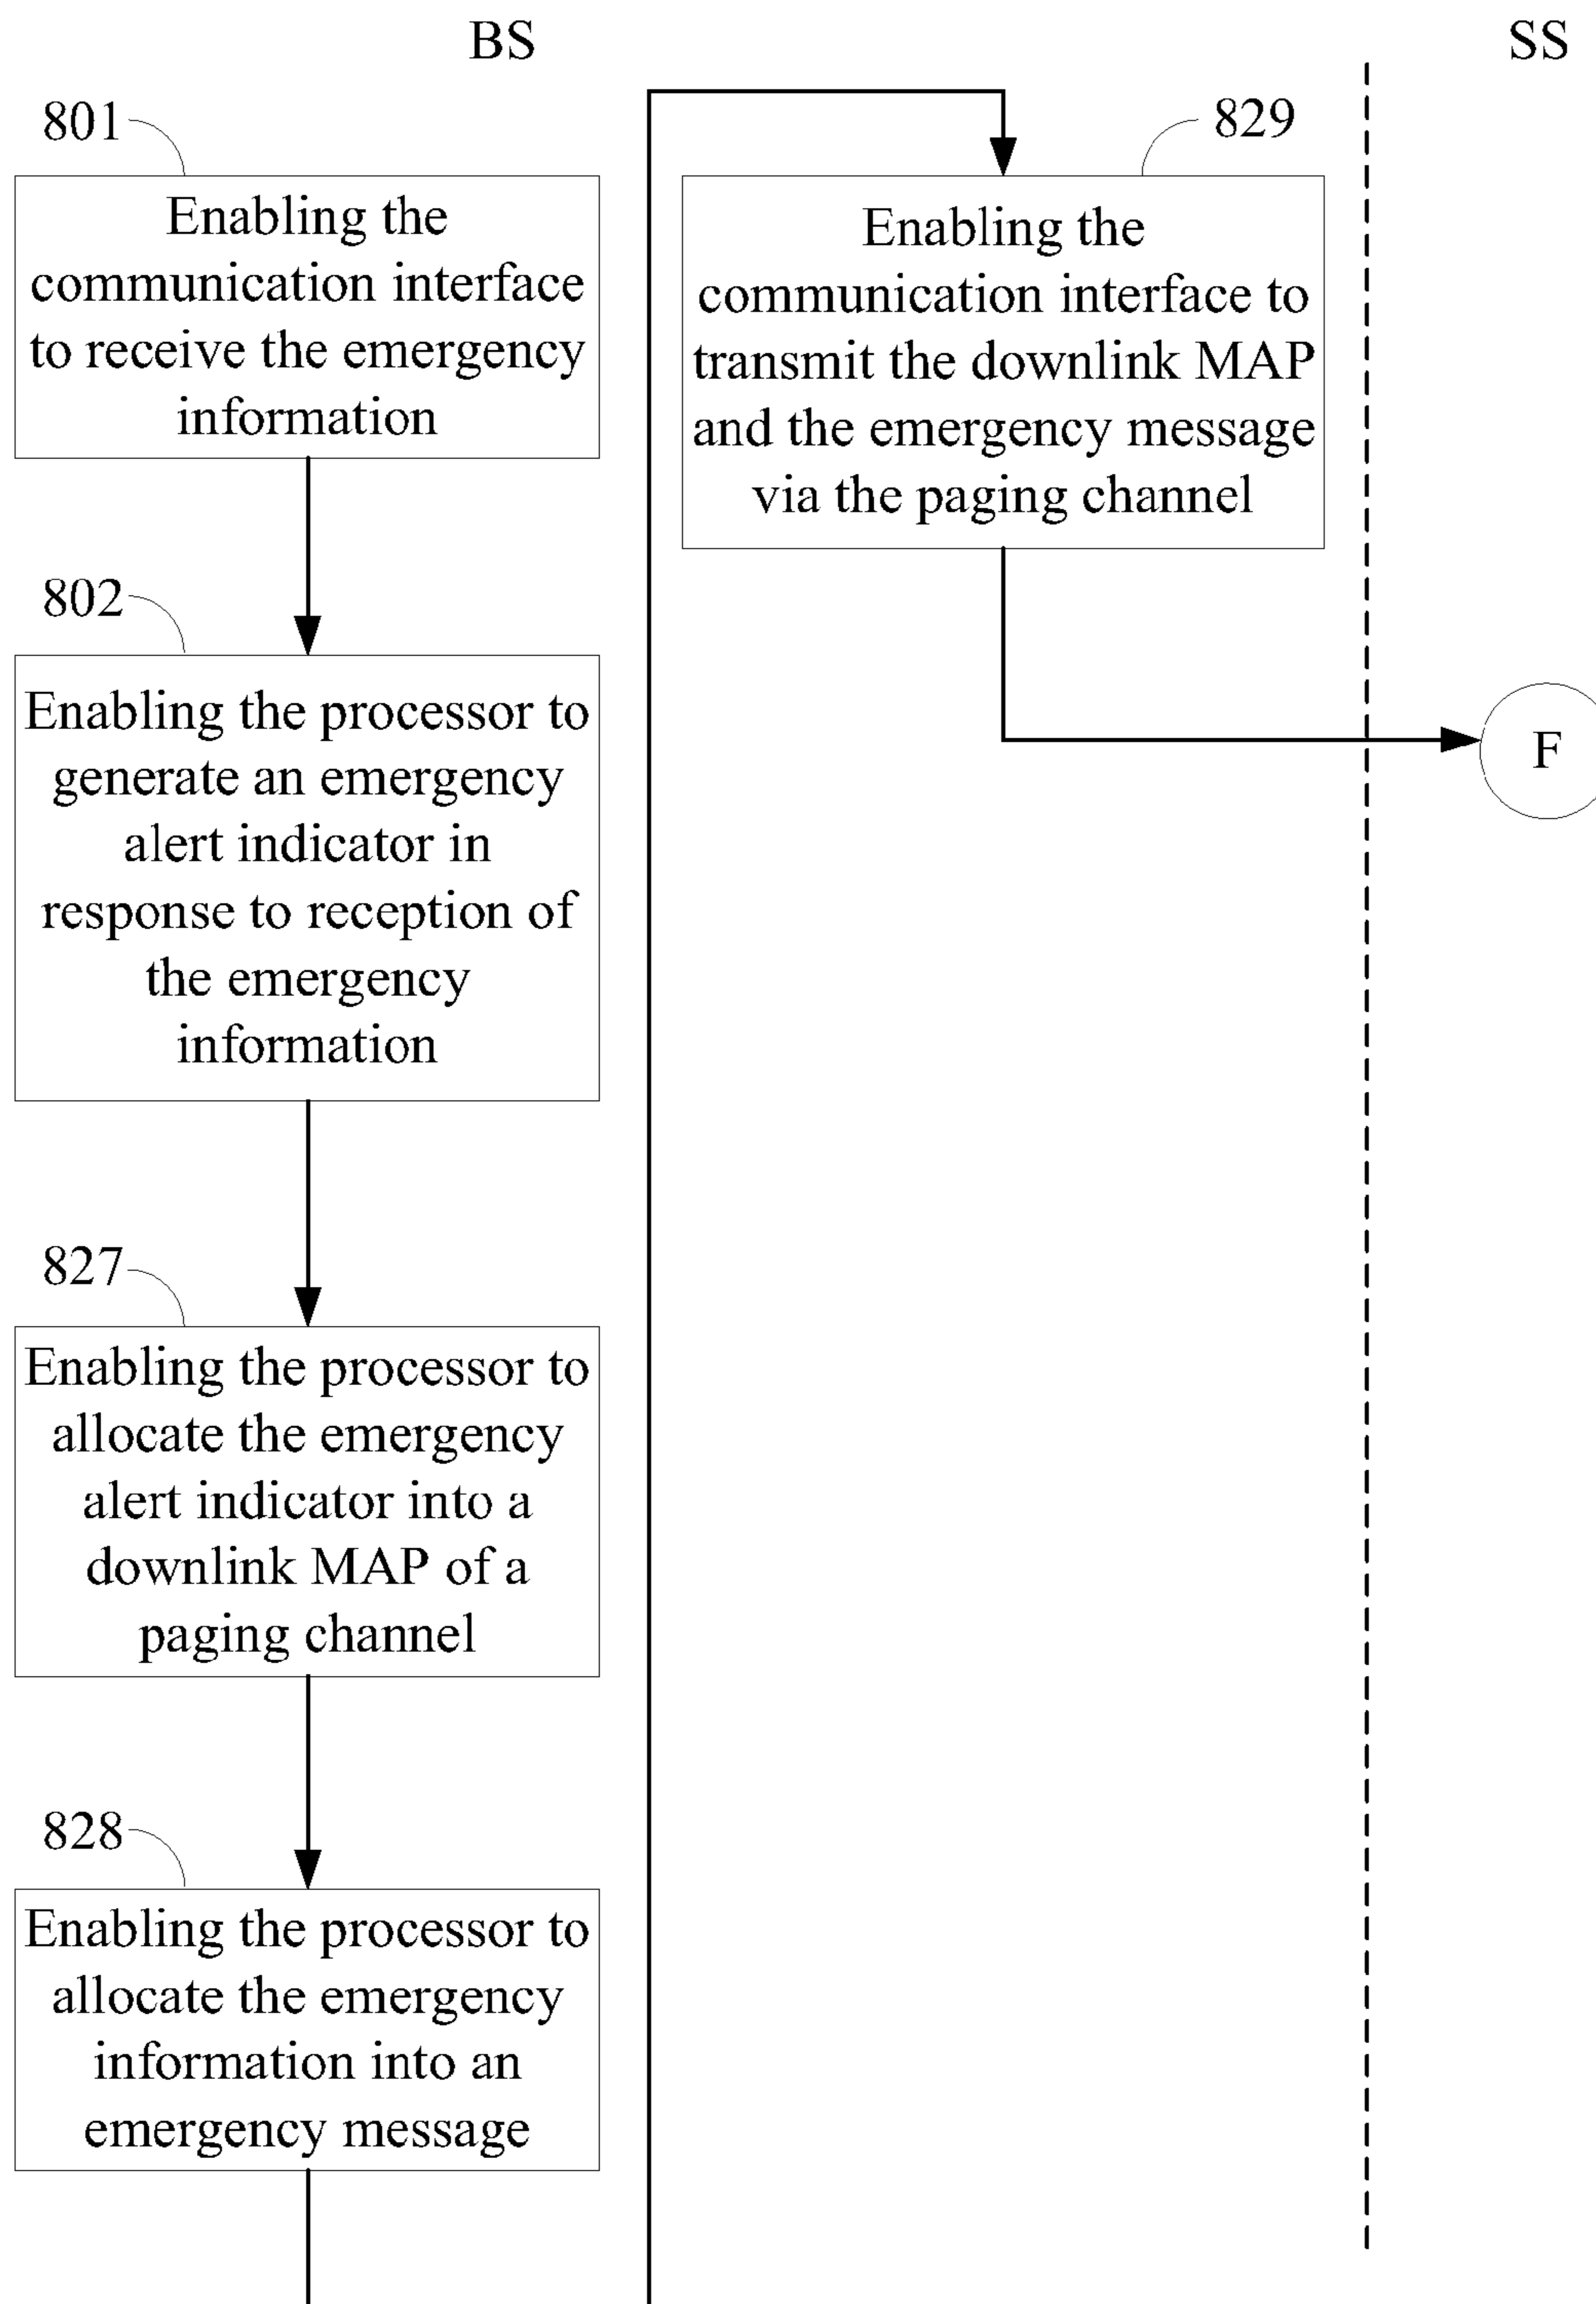 BS
SS
801
Enabling the
communication interface
to receive the emergency
information
802
Enabling the processor to
generate an emergency
alert indicator in
response to reception of
the emergency
information
827
Enabling the processor to
allocate the emergency
alert indicator into a
downlink MAP of a
paging channel
828
Enabling the processor to
allocate the emergency
information into an
emergency message
829
Enabling the
communication interface to
transmit the downlink MAP
and the emergency message
via the paging channel
F